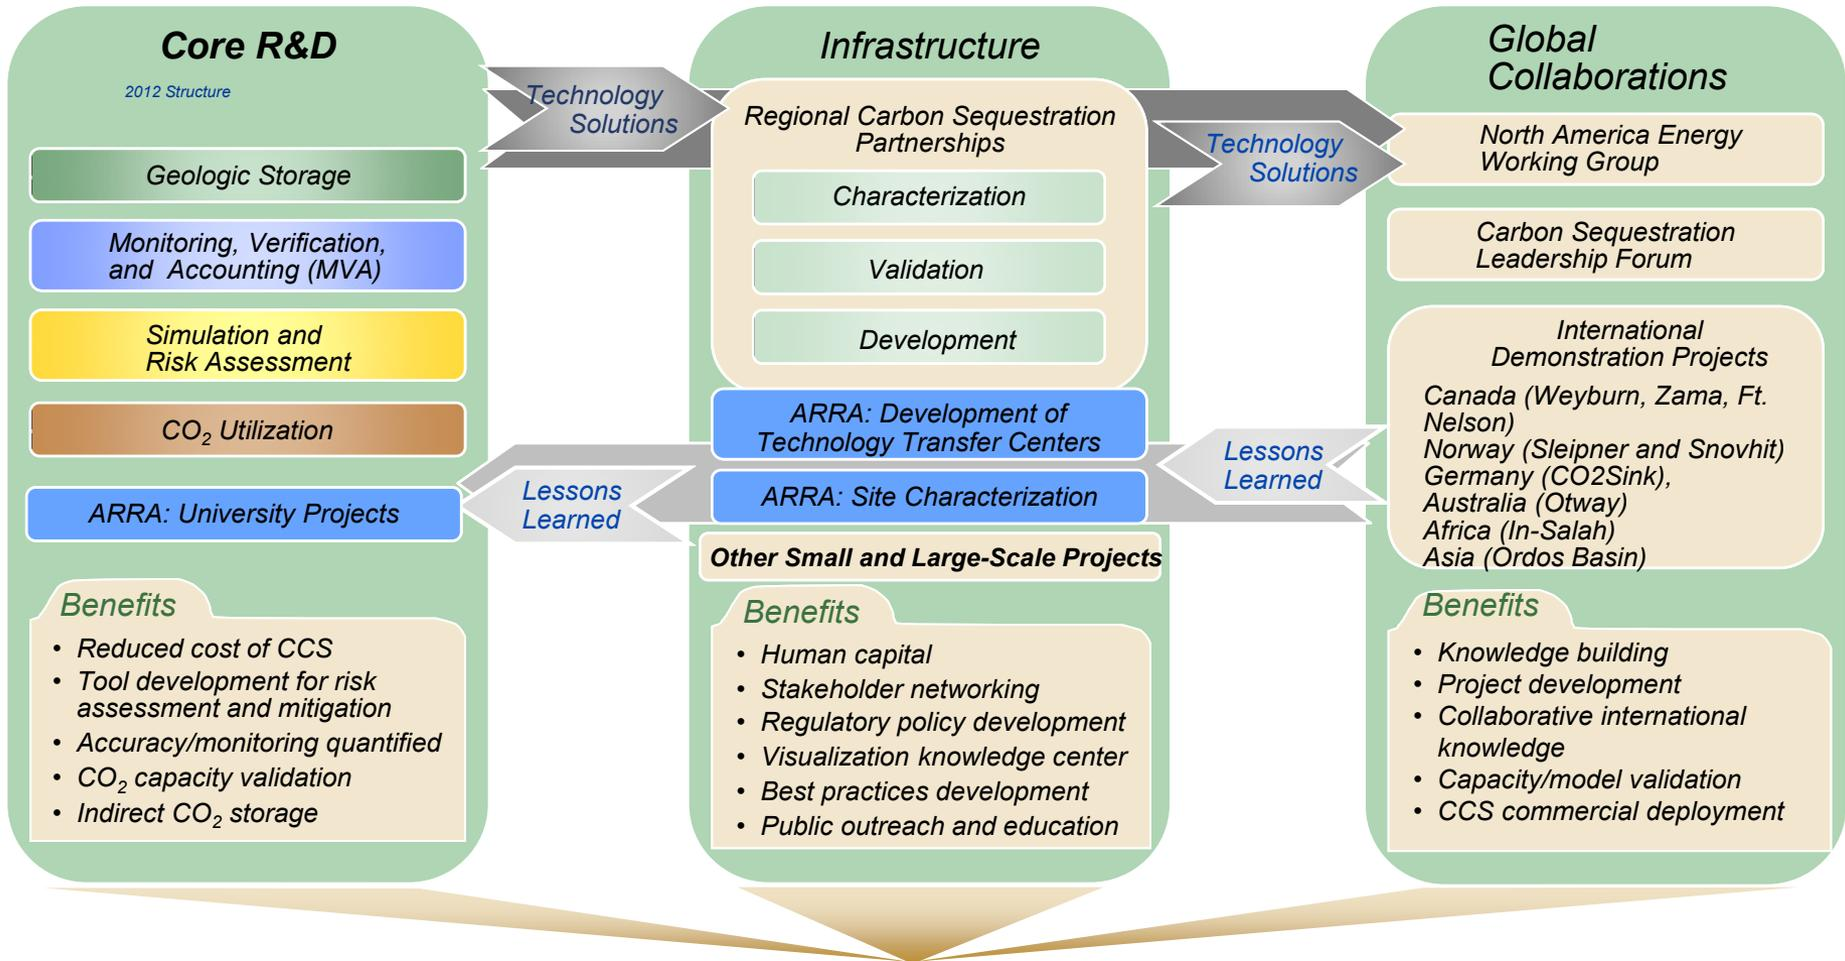 Core R&D
2012 Structure
Geologic Storage
Monitoring, Verification,
and Accounting (MVA)
Simulation and
Risk Assessment
CO2 Utilization
ARRA: University Projects
Benefits
• Reduced cost of CCS
• Tool development for risk
assessment and mitigation
• Accuracy/monitoring quantified
• CO2 capacity validation
• Indirect CO2 storage
Technology
Solutions
Lessons
Learned
Infrastructure
Regional Carbon Sequestration
Partnerships
Characterization
Validation
Development
ARRA: Development of
Technology Transfer Centers
ARRA: Site Characterization
Other Small and Large-Scale Projects
Benefits
• Human capital
• Stakeholder networking
• Regulatory policy development
• Visualization knowledge center
• Best practices development
• Public outreach and education
Technology
Solutions
Lessons
Learned
Global
Collaborations
North America Energy
Working Group
Carbon Sequestration
Leadership Forum
International
Demonstration Projects
Canada (Weyburn, Zama, Ft.
Nelson)
Norway (Sleipner and Snovhit)
Germany (CO2Sink),
Australia (Otway)
Africa (In-Salah)
Asia (Ordos Basin)
Benefits
• Knowledge building
• Project development
• Collaborative international
knowledge
• Capacity/model validation
• CCS commercial deployment